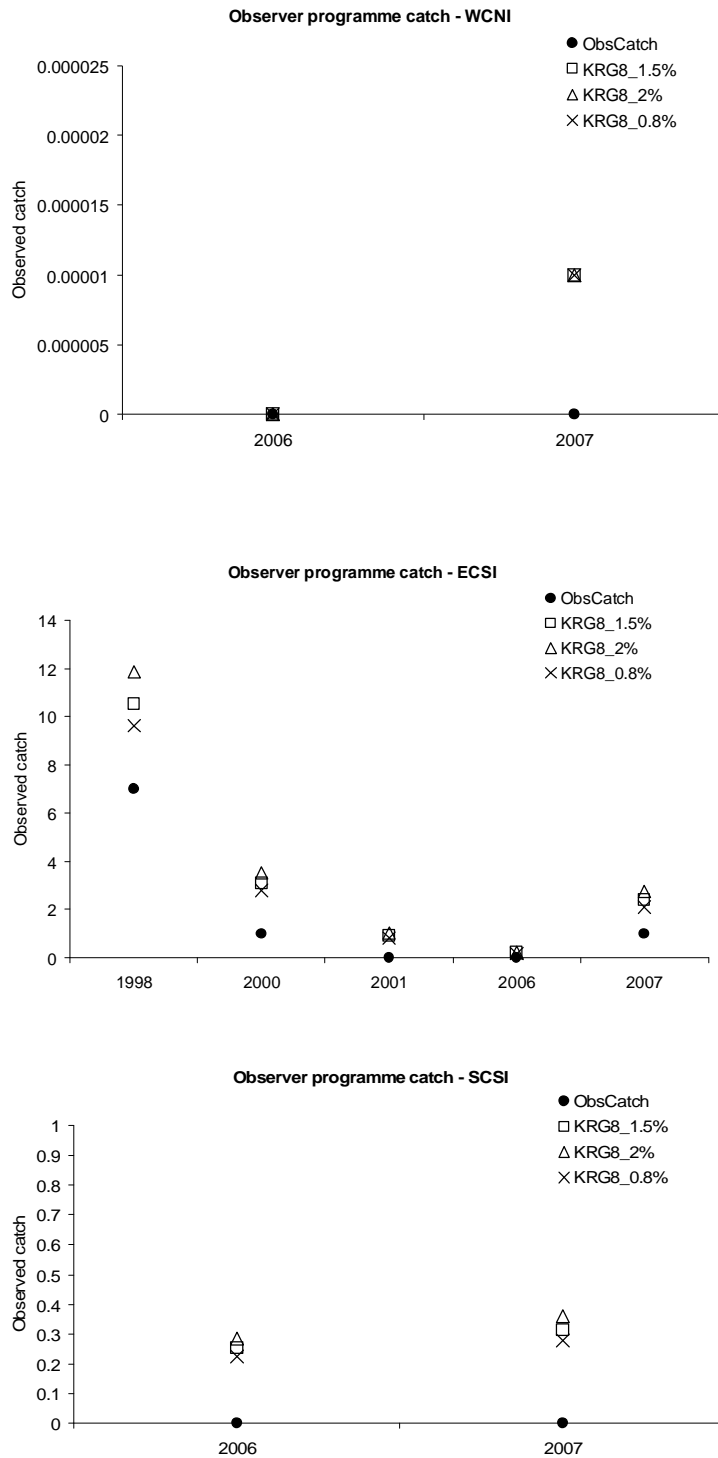 Observer programme catch - WCNI
ObsCatch
KRG8_1.5%
KRG8_2%
KRG8_0.8%
Observed catch
0.000025
0.00002
0.000015
0.00001
0.000005
0
2006 2007
Observer programme catch - ECSI
ObsCatch
KRG8_1.5%
KRG8_2%
KRG8_0.8%
Observed catch
14
12
10
8
6
4
2
0
1998 2000 2001 2006 2007
Observer programme catch - SCSI
ObsCatch
KRG8_1.5%
KRG8_2%
KRG8_0.8%
Observed catch
1
0.9
0.8
0.7
0.6
0.5
0.4
0.3
0.2
0.1
0
2006 2007